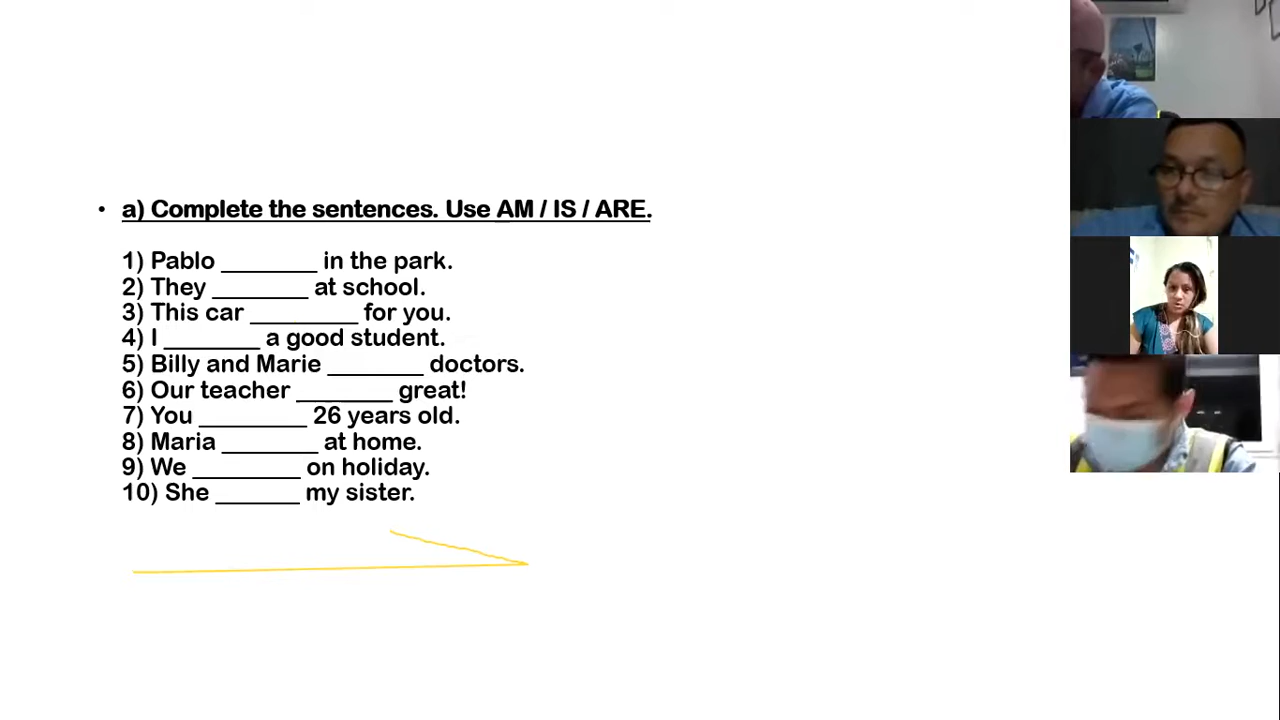 • a) Complete the sentences. Use AM / IS / ARE.
1) Pablo ________ in the park.
2) They ________ at school.
3) This car _________ for you.
4) I ________ a good student.
5) Billy and Marie ________ doctors.
6) Our teacher ________ great!
7) You _________ 26 years old.
8) Maria ________ at home.
9) We _________ on holiday.
10) She _______ my sister.